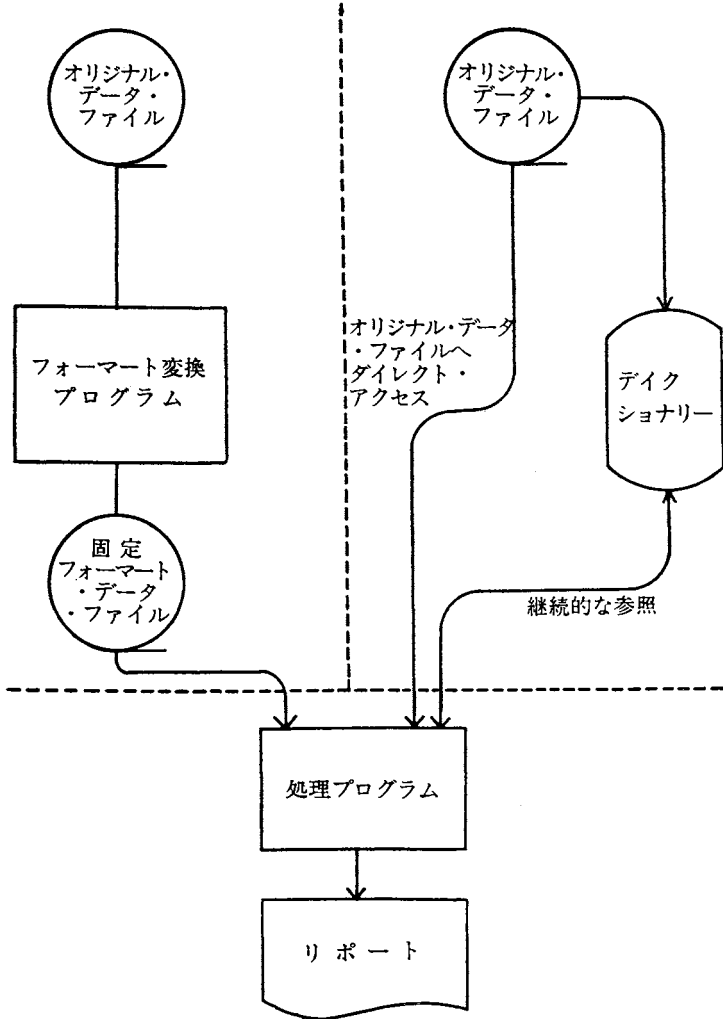 オリジナル・
データ・
ファイル
フォーマート変換
プログラム
固定
フォーマート
・データ
・ファイル
オリジナル・
データ・
ファイル
オリジナル・データ
・ファイルへ
ダイレクト・
アクセス
デイク
ショナリー
継続的な参照
処理プログラム
リポート